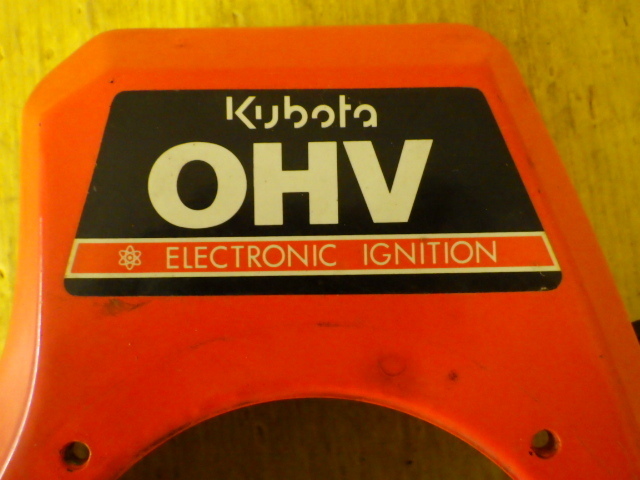 Kubota
OHV
ELECTRONIC IGNITION